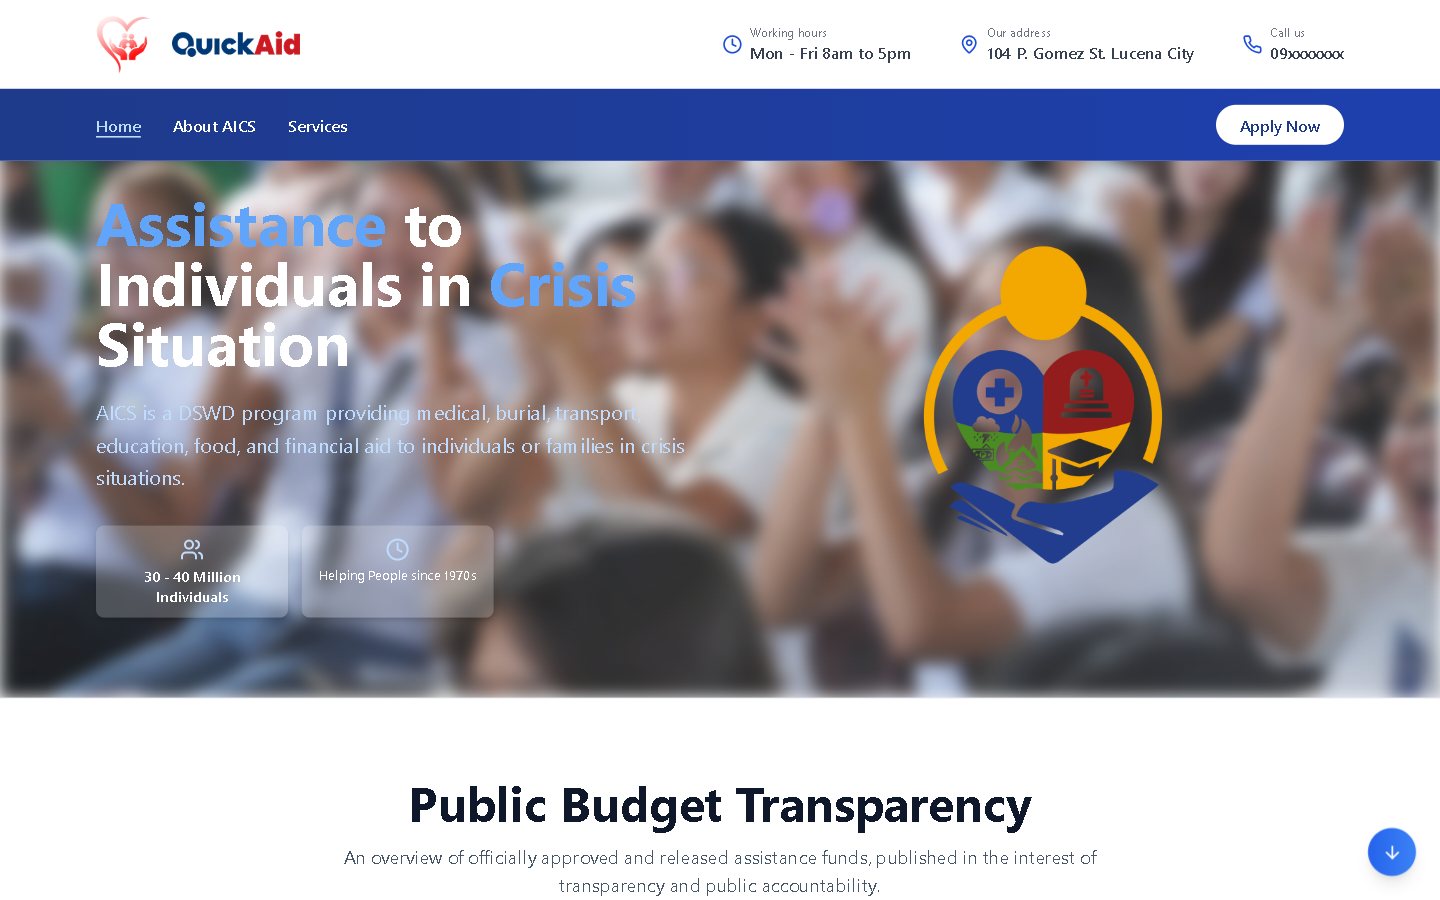 QuickAid
Working hours
Mon - Fri 8am to 5pm
Our address
104 P. Gomez St. Lucena City
Call us
09xxxxxxx
Home
About AICS
Services
Apply Now
Assistance to
Individuals in Crisis
Situation
AICS is a DSWD program providing medical, burial, transport,
education, food, and financial aid to individuals or families in crisis
situations.
30 - 40 Million
Individuals
Helping People since 1970s
Public Budget Transparency
An overview of officially approved and released assistance funds, published in the interest of
transparency and public accountability.